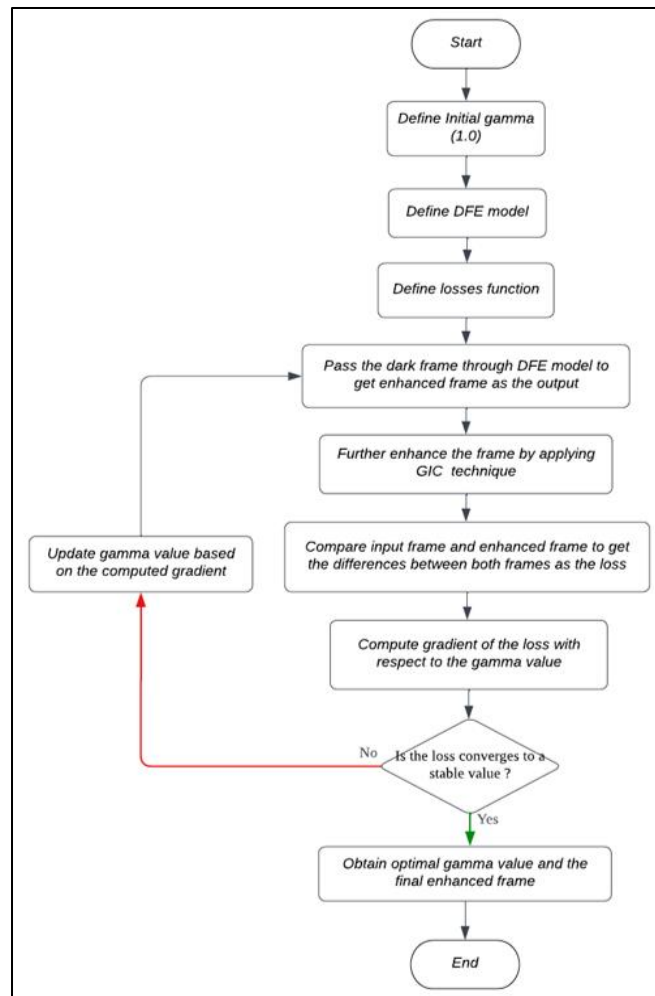 Start
Define Initial gamma
(1.0)
Define DFE model
Define losses function
Pass the dark frame through DFE model to
get enhanced frame as the output
Further enhance the frame by applying
GIC technique
Compare input frame and enhanced frame to get
the differences between both frames as the loss
Update gamma value based
on the computed gradient
Compute gradient of the loss with
respect to the gamma value
No
Is the loss converges to a
stable value ?
Yes
Obtain optimal gamma value and the
final enhanced frame
End